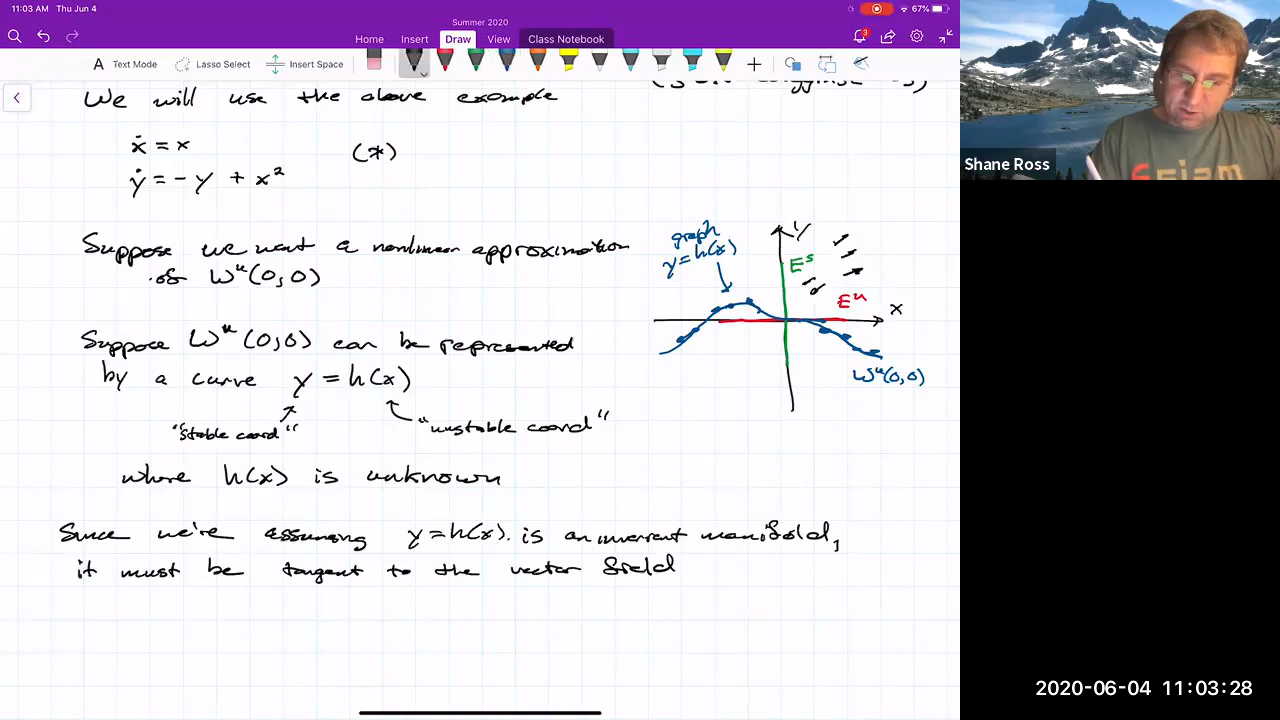 11:03 AM Thu Jun 4
67%
Summer 2020
Home Insert Draw View Class Notebook
3
A Text Mode
Lasso Select
Insert Space
We will use the above example
ẋ = x
(*)
ẏ = - y + x²
Suppose we want a nonlinear approximation
of Wᵘ(0,0)
graph
y = h(x)
y
Eˢ
Eᵘ
x
Wᵘ(0,0)
Suppose Wᵘ(0,0) can be represented
by a curve y = h(x)
"stable coord"
"unstable coord"
where h(x) is unknown
Since we're assuming y = h(x) is an invariant manifold,
it must be tangent to the vector field
Shane Ross
siam
2020-06-04 11:03:28